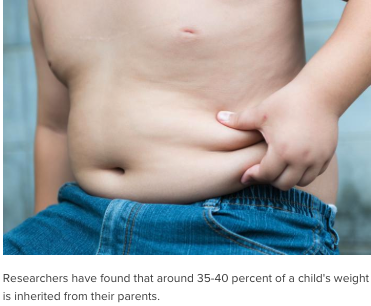 Researchers have found that around 35-40 percent of a child's weight
is inherited from their parents.